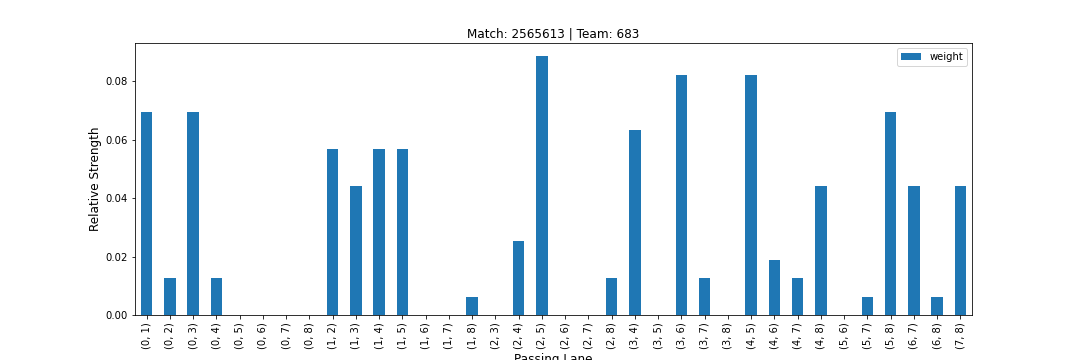 Match: 2565613 | Team: 683
weight
Relative Strength
0.08
0.06
0.04
0.02
0.00
(0, 1) (0, 2) (0, 3) (0, 4) (0, 5) (0, 6) (0, 7) (0, 8) (1, 2) (1, 3) (1, 4) (1, 5) (1, 6) (1, 7) (1, 8) (2, 3) (2, 4) (2, 5) (2, 6) (2, 7) (2, 8) (3, 4) (3, 5) (3, 6) (3, 7) (3, 8) (4, 5) (4, 6) (4, 7) (4, 8) (5, 6) (5, 7) (5, 8) (6, 7) (6, 8) (7, 8)
Passing Lane